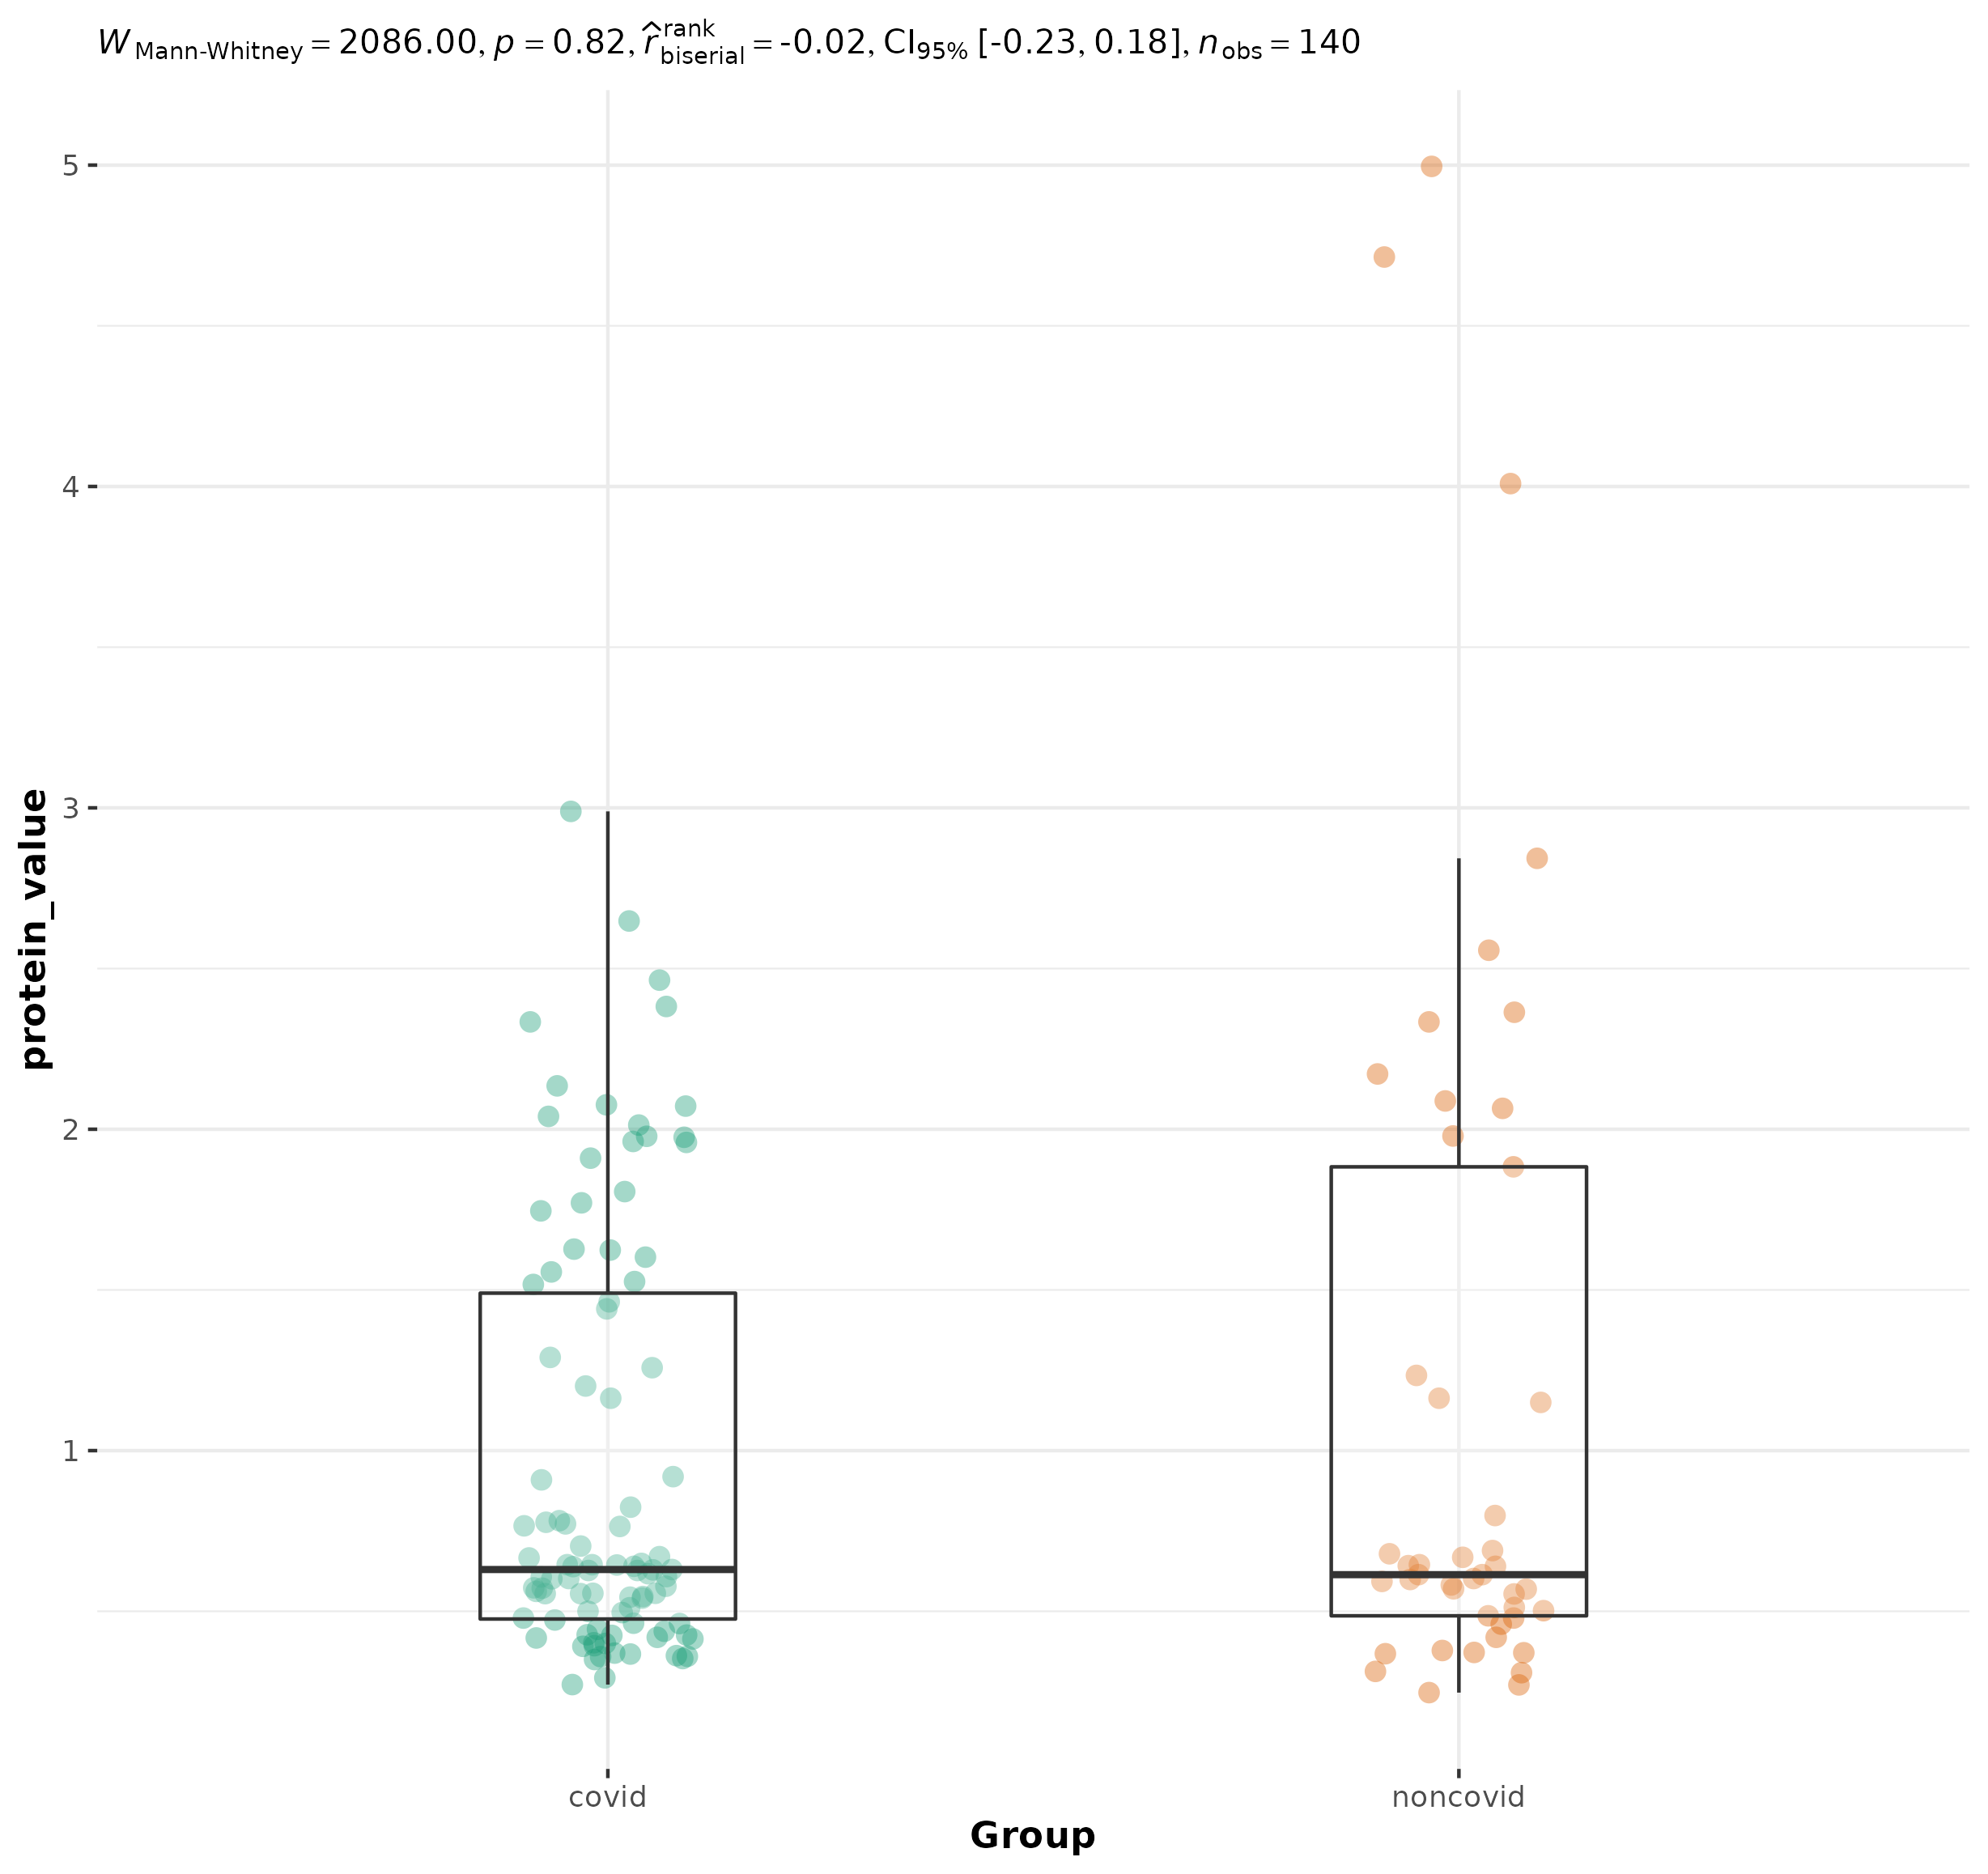 W Mann-Whitney = 2086.00, p = 0.82, r̂ rank biserial = -0.02, CI95% [-0.23, 0.18], nobs = 140
protein_value
5
4
3
2
1
covid noncovid
Group